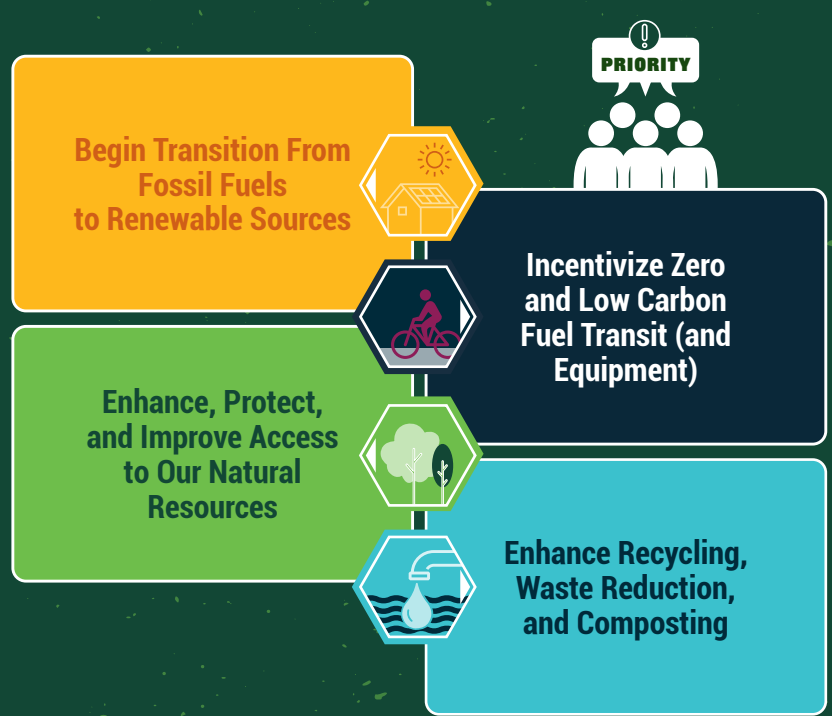 PRIORITY
Begin Transition From
Fossil Fuels
to Renewable Sources
Incentivize Zero
and Low Carbon
Fuel Transit (and
Equipment)
Enhance, Protect,
and Improve Access
to Our Natural
Resources
Enhance Recycling,
Waste Reduction,
and Composting